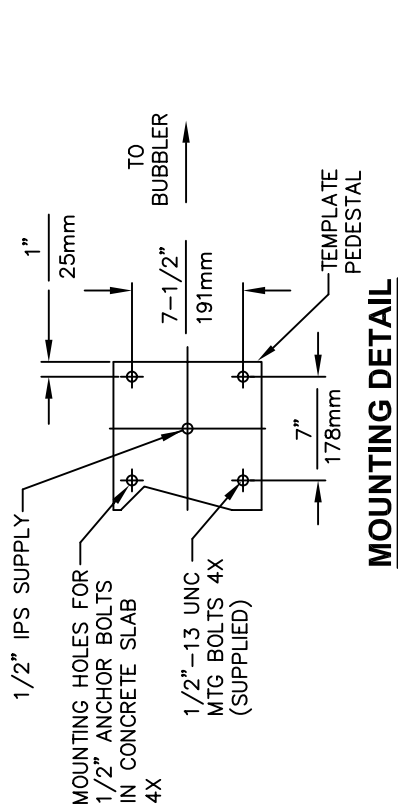 1/2" IPS SUPPLY
MOUNTING HOLES FOR
1/2" ANCHOR BOLTS
IN CONCRETE SLAB
4X
1/2"-13 UNC
MTG BOLTS 4X
(SUPPLIED)
1"
25mm
TO
BUBBLER
7-1/2"
191mm
7"
178mm
TEMPLATE
PEDESTAL
MOUNTING DETAIL